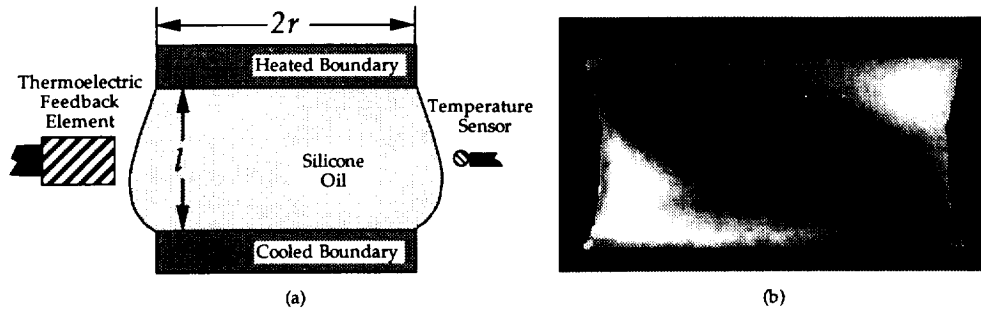 2r
Heated Boundary
Thermoelectric
Feedback
Element
Temperature
Sensor
l
Silicone
Oil
Cooled Boundary
(a)
(b)